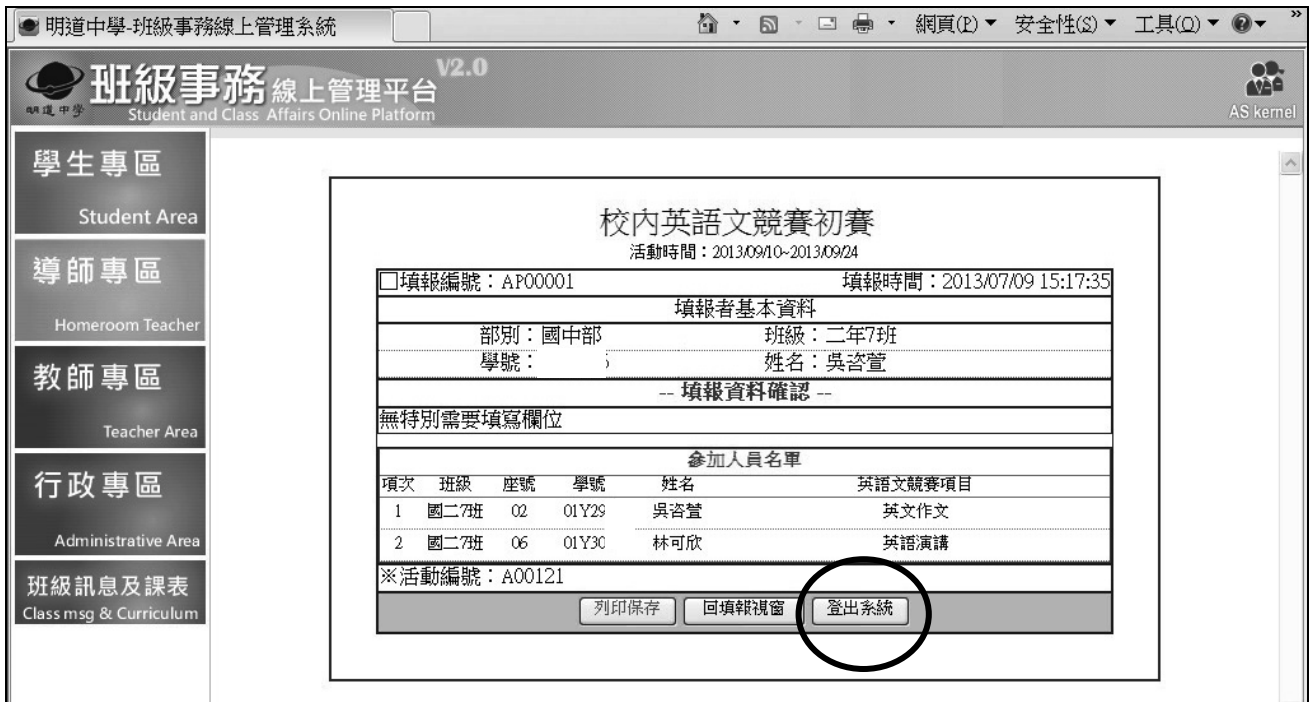 明道中學-班級事務線上管理系統
網頁(P) 安全性(S) 工具(O)
明道中學 班級事務 線上管理平台 V2.0
Student and Class Affairs Online Platform
AS kernel
學生專區
Student Area
導師專區
Homeroom Teacher
教師專區
Teacher Area
行政專區
Administrative Area
班級訊息及課表
Class msg & Curriculum
校內英語文競賽初賽
活動時間：2013/09/10~2013/09/24
填報編號：AP00001 填報時間：2013/07/09 15:17:35
填報者基本資料
部別：國中部 班級：二年7班
學號： 姓名：吳咨萱
-- 填報資料確認 --
無特別需要填寫欄位
參加人員名單
項次 班級 座號 學號 姓名 英語文競賽項目
1 國二7班 02 01Y29 吳咨萱 英文作文
2 國二7班 06 01Y30 林可欣 英語演講
※活動編號：A00121
列印保存 回填報視窗 登出系統